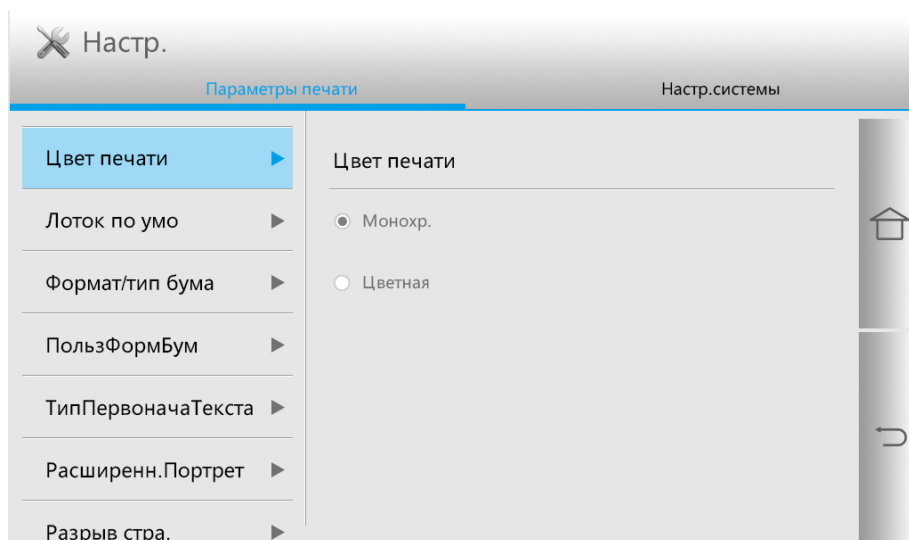 Настр.
Параметры печати
Настр.системы
Цвет печати
Лоток по умо
Формат/тип бума
ПользФормБум
ТипПервоначаТекста
Расширенн.Портрет
Разрыв стра.
Цвет печати
Монохр.
Цветная